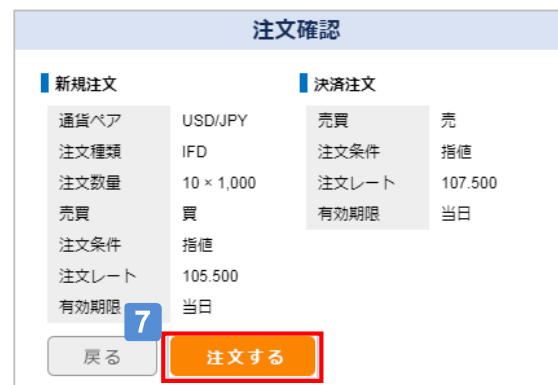 注文確認
新規注文
通貨ペア USD/JPY
注文種類 IFD
注文数量 10 × 1,000
売買 買
注文条件 指値
注文レート 105.500
有効期限 当日
決済注文
売買 売
注文条件 指値
注文レート 107.500
有効期限 当日
7
戻る
注文する